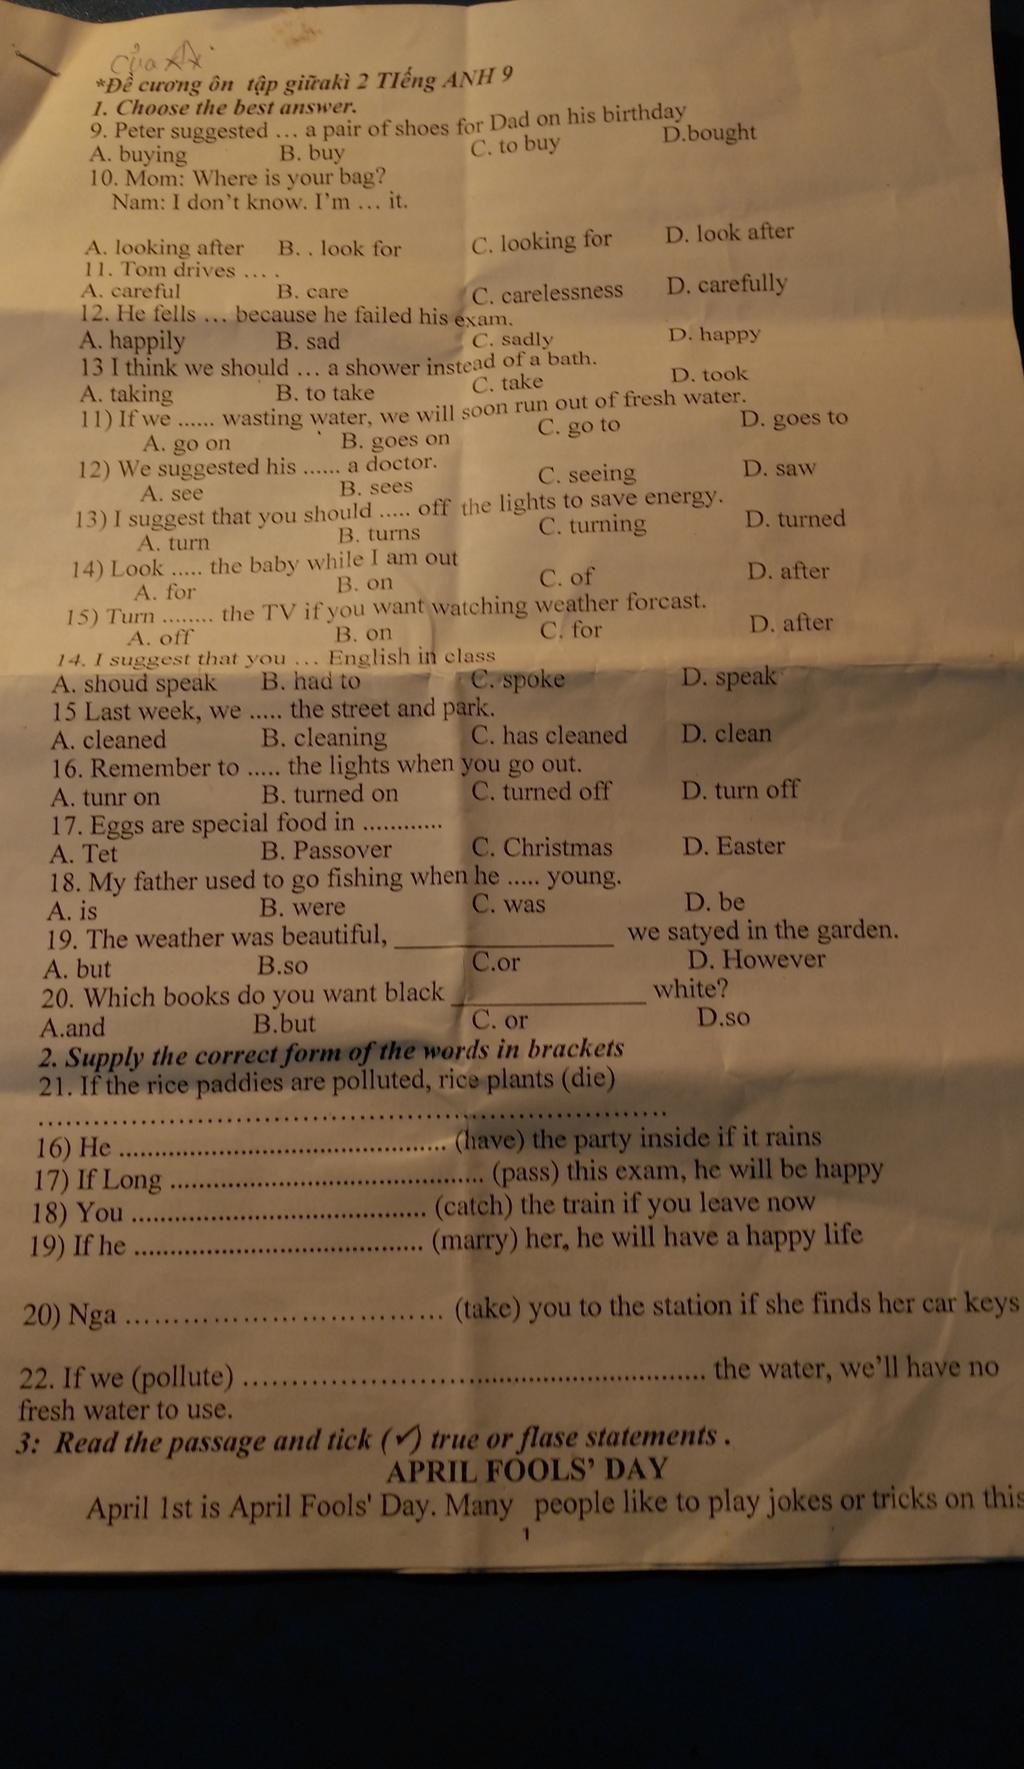 Của
*Đề cương ôn tập giữakì 2 TIếng ANH 9
1. Choose the best answer.
9. Peter suggested … a pair of shoes for Dad on his birthday
A. buying B. buy C. to buy D.bought
10. Mom: Where is your bag?
Nam: I don't know. I'm … it.
A. looking after B. . look for C. looking for D. look after
11. Tom drives … .
A. careful B. care C. carelessness D. carefully
12. He fells … because he failed his exam.
A. happily B. sad C. sadly D. happy
13 I think we should … a shower instead of a bath.
A. taking B. to take C. take D. took
11) If we ...... wasting water, we will soon run out of fresh water.
A. go on B. goes on C. go to D. goes to
12) We suggested his ...... a doctor.
A. see B. sees C. seeing D. saw
13) I suggest that you should ..... off the lights to save energy.
A. turn B. turns C. turning D. turned
14) Look ..... the baby while I am out
A. for B. on C. of D. after
15) Turn ........ the TV if you want watching weather forcast.
A. off B. on C. for D. after
14. I suggest that you … English in class
A. shoud speak B. had to C. spoke D. speak
15 Last week, we ..... the street and park.
A. cleaned B. cleaning C. has cleaned D. clean
16. Remember to ..... the lights when you go out.
A. tunr on B. turned on C. turned off D. turn off
17. Eggs are special food in ............
A. Tet B. Passover C. Christmas D. Easter
18. My father used to go fishing when he ..... young.
A. is B. were C. was D. be
19. The weather was beautiful, ________________ we satyed in the garden.
A. but B.so C.or D. However
20. Which books do you want black ______________ white?
A.and B.but C. or D.so
2. Supply the correct form of the words in brackets
21. If the rice paddies are polluted, rice plants (die)
..................................................................
16) He .............................................. (have) the party inside if it rains
17) If Long ............................................ (pass) this exam, he will be happy
18) You ......................................... (catch) the train if you leave now
19) If he ........................................ (marry) her, he will have a happy life
20) Nga ................................. (take) you to the station if she finds her car keys
22. If we (pollute) ...................................................... the water, we'll have no
fresh water to use.
3: Read the passage and tick (✓) true or flase statements .
APRIL FOOLS' DAY
April 1st is April Fools' Day. Many people like to play jokes or tricks on this
1